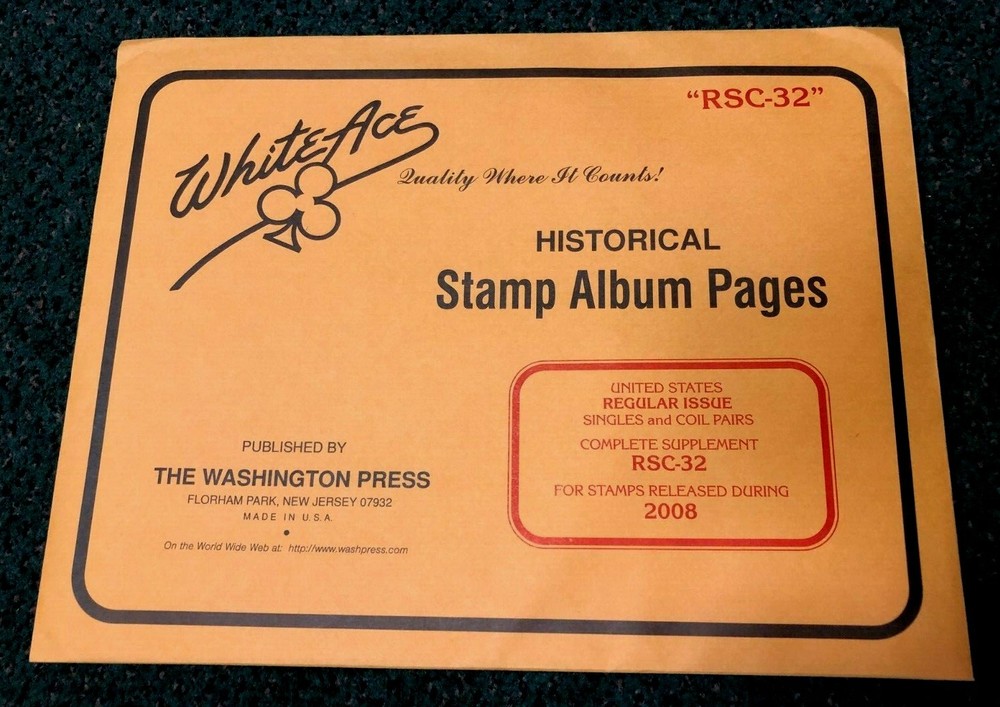 "RSC-32"
WhiteAce
Quality Where It Counts!
HISTORICAL
Stamp Album Pages
UNITED STATES
REGULAR ISSUE
SINGLES and COIL PAIRS
COMPLETE SUPPLEMENT
RSC-32
FOR STAMPS RELEASED DURING
2008
PUBLISHED BY
THE WASHINGTON PRESS
FLORHAM PARK, NEW JERSEY 07932
MADE IN U.S.A.
On the World Wide Web at: http://www.washpress.com